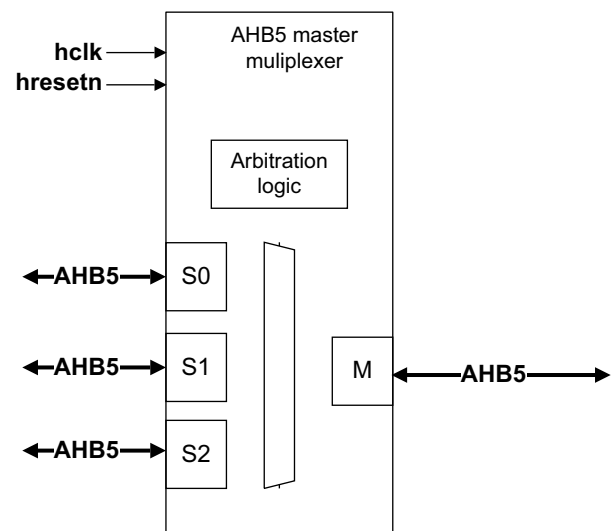 AHB5 master
muliplexer
hclk
hresetn
Arbitration
logic
AHB5
S0
AHB5
S1
M
AHB5
AHB5
S2